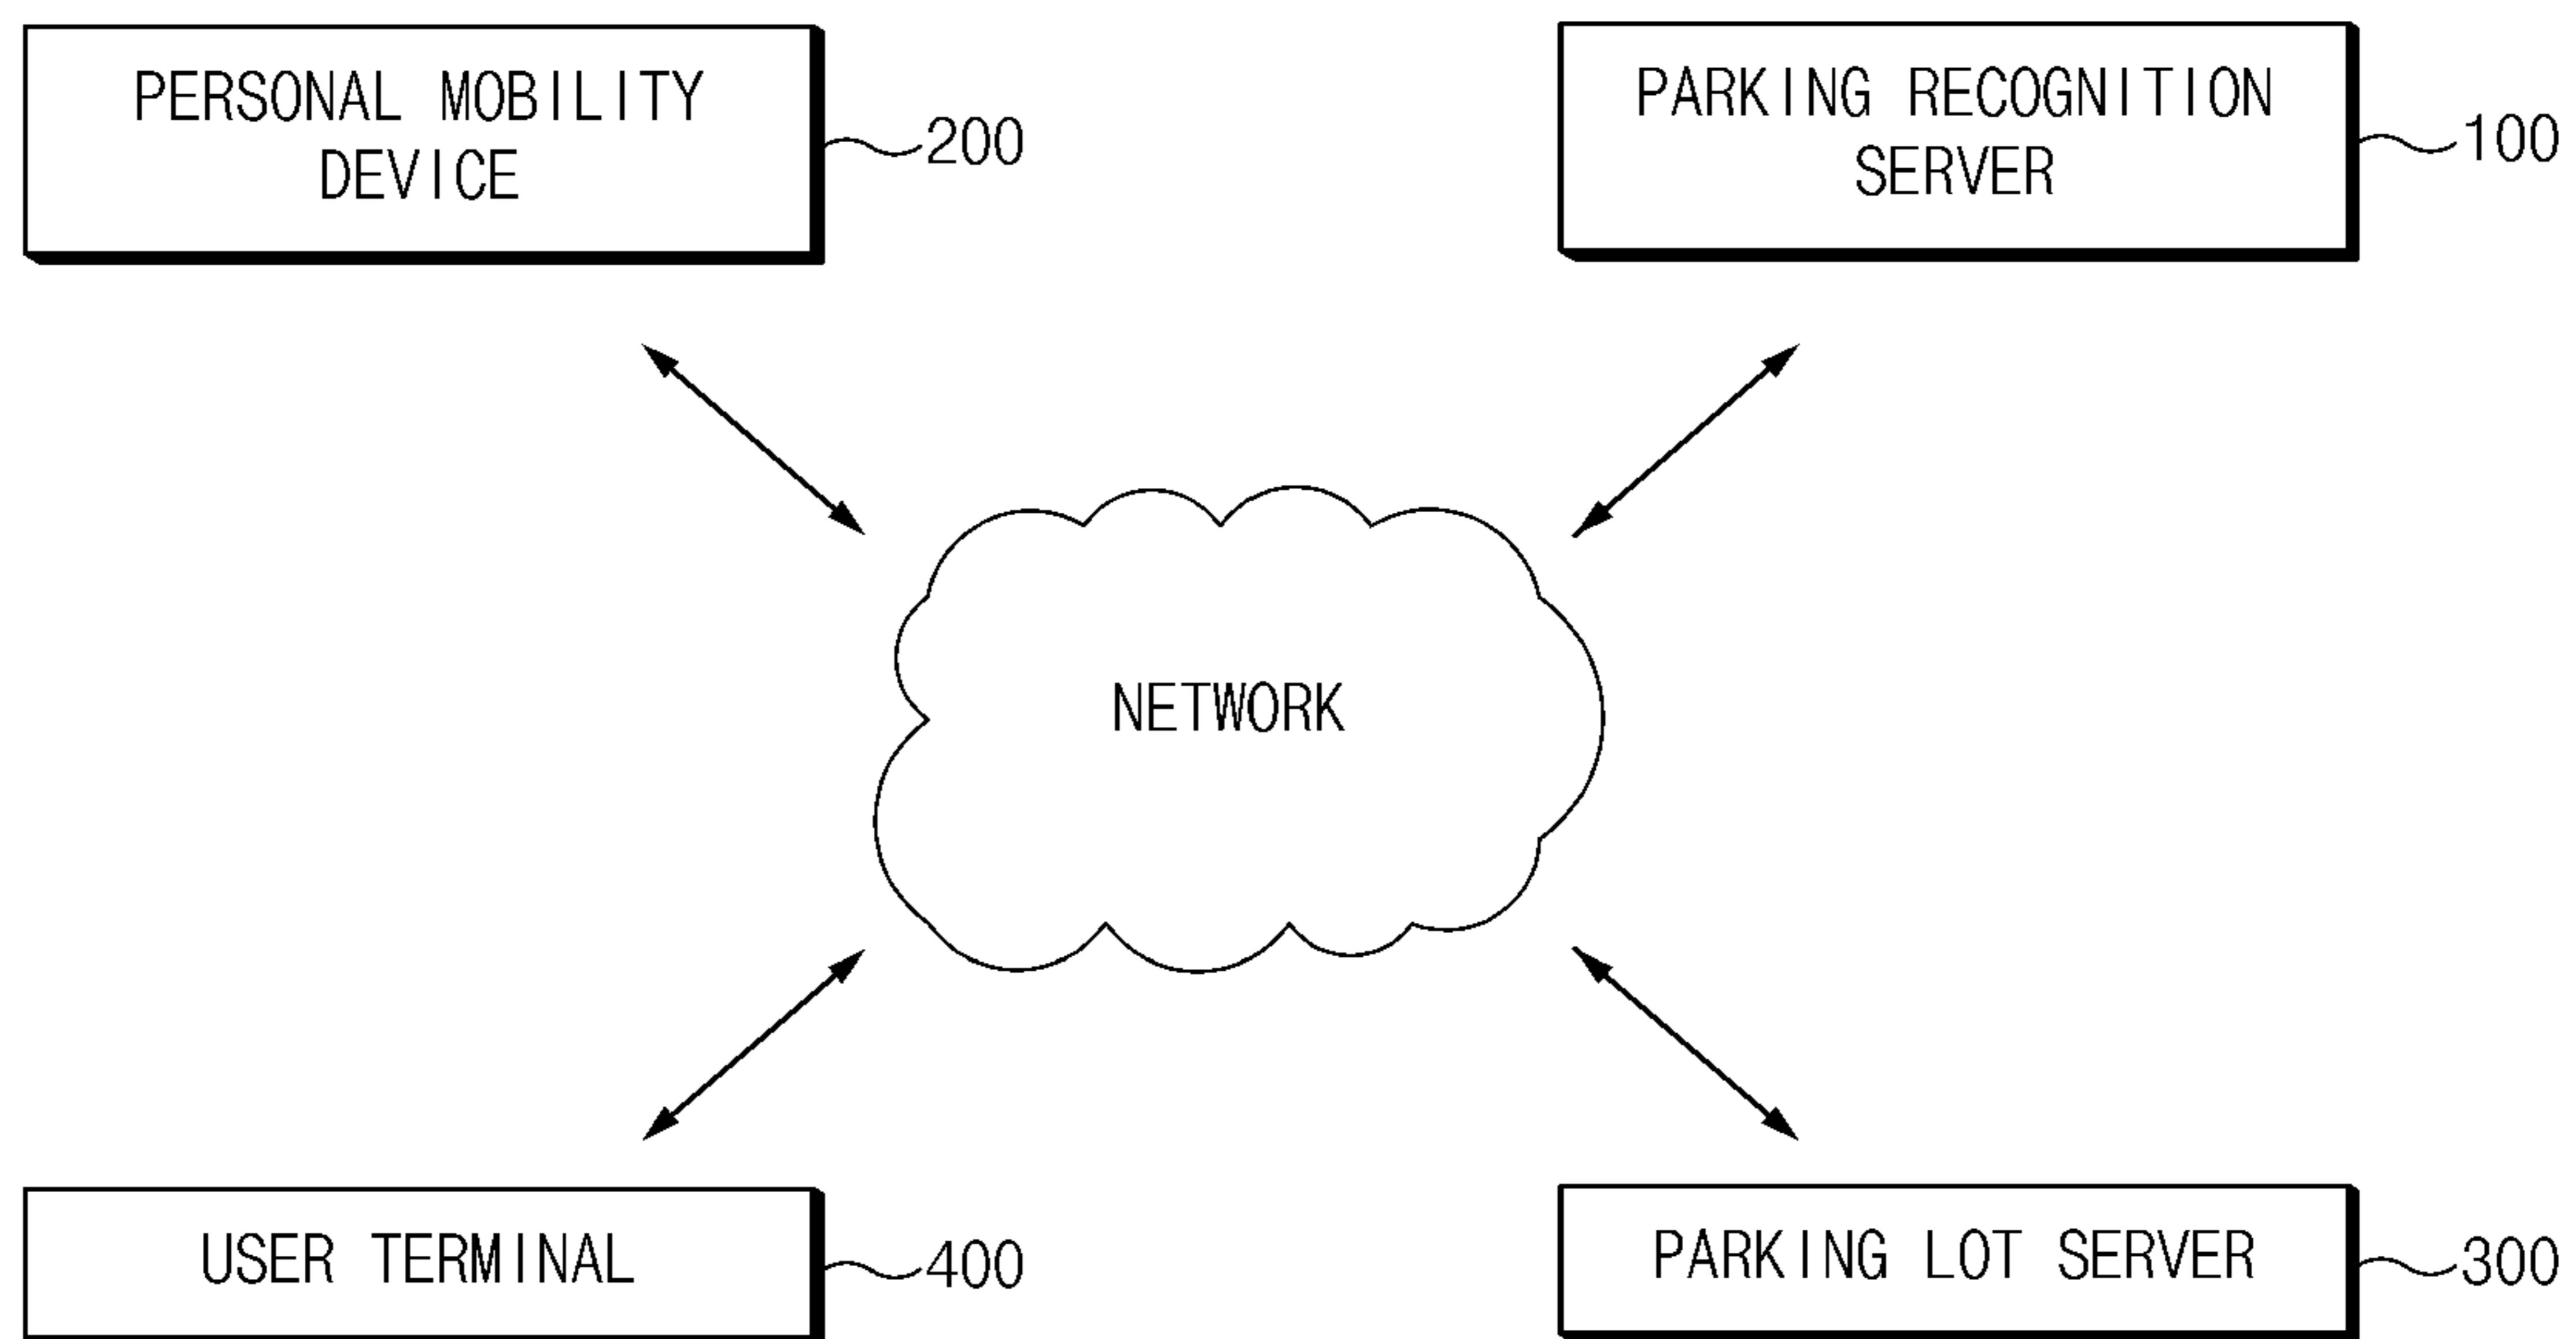 PERSONAL MOBILITY
DEVICE
200
PARKING RECOGNITION
SERVER
100
NETWORK
USER TERMINAL
400
PARKING LOT SERVER
300